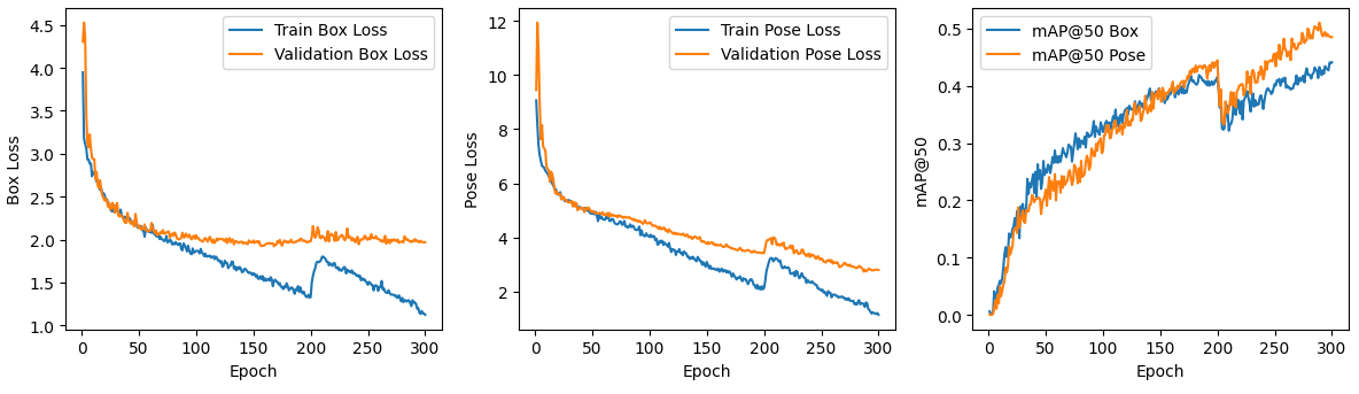 Box Loss
4.5
4.0
3.5
3.0
2.5
2.0
1.5
1.0
Train Box Loss
Validation Box Loss
0 50 100 150 200 250 300
Epoch
Pose Loss
12
10
8
6
4
2
Train Pose Loss
Validation Pose Loss
0 50 100 150 200 250 300
Epoch
mAP@50
0.5
0.4
0.3
0.2
0.1
0.0
mAP@50 Box
mAP@50 Pose
0 50 100 150 200 250 300
Epoch